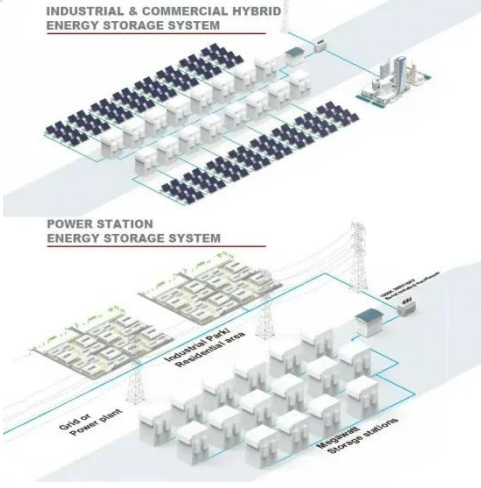 INDUSTRIAL & COMMERCIAL HYBRID
ENERGY STORAGE SYSTEM
POWER STATION
ENERGY STORAGE SYSTEM
Industrial Park/
Residential area
Grid or
Power plant
Megawatt
Storage stations